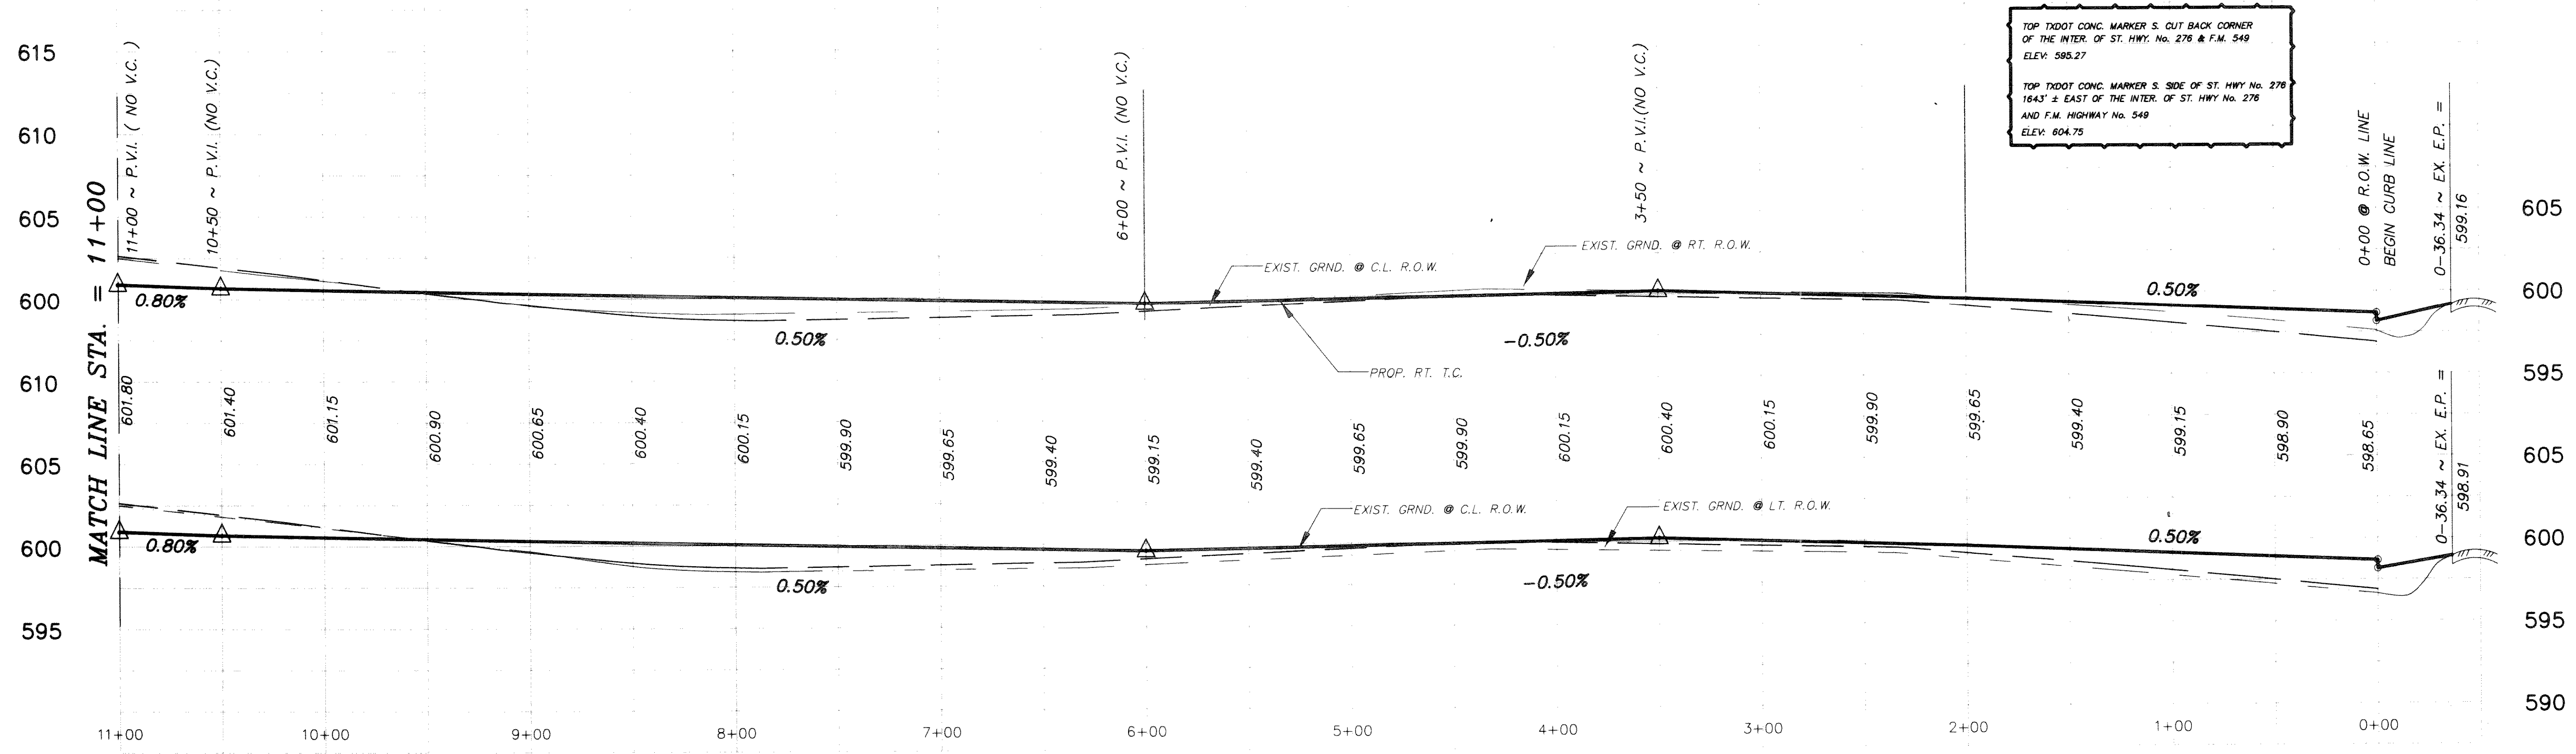 TOP TXDOT CONC. MARKER S. CUT BACK CORNER
OF THE INTER. OF ST. HWY. No. 276 & F.M. 549
ELEV: 595.27
TOP TXDOT CONC. MARKER S. SIDE OF ST. HWY No. 276
1643' ± EAST OF THE INTER. OF ST. HWY No. 276
AND F.M. HIGHWAY No. 549
ELEV: 604.75
615
610
605
600
610
605
600
595
MATCH LINE STA. = 11+00
11+00 ~ P.V.I. ( NO V.C. )
10+50 ~ P.V.I. (NO V.C.)
6+00 ~ P.V.I. (NO V.C.)
3+50 ~ P.V.I.(NO V.C.)
0+00 @ R.O.W. LINE
BEGIN CURB LINE
0-36.34 ~ EX. E.P. =
599.16
605
600
595
605
600
595
590
EXIST. GRND. @ C.L. R.O.W.
EXIST. GRND. @ RT. R.O.W.
0.80%
0.50%
-0.50%
0.50%
PROP. RT. T.C.
601.80
601.40
601.15
600.90
600.65
600.40
600.15
599.90
599.65
599.40
599.15
599.40
599.65
599.90
600.15
600.40
600.15
599.90
599.65
599.40
599.15
598.90
598.65
0-36.34 ~ EX. E.P. =
598.91
EXIST. GRND. @ C.L. R.O.W.
EXIST. GRND. @ LT. R.O.W.
0.80%
0.50%
-0.50%
0.50%
11+00
10+00
9+00
8+00
7+00
6+00
5+00
4+00
3+00
2+00
1+00
0+00